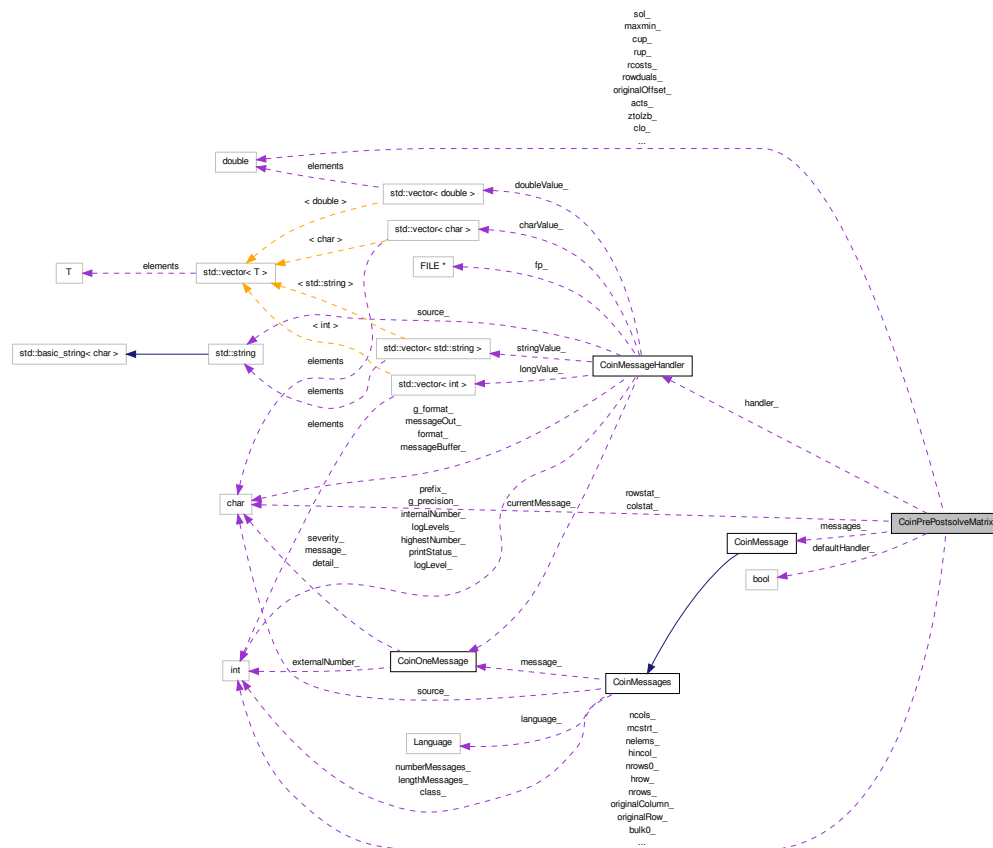 sol_
maxmin_
cup_
rup_
rcosts_
rowduals_
originalOffset_
acts_
ztolzb_
clo_
...
double
elements
doubleValue_
std::vector< double >
< double >
charValue_
std::vector< char >
< char >
FILE *
fp_
T
elements
std::vector< T >
< std::string >
source_
< int >
std::basic_string< char >
std::string
std::vector< std::string >
stringValue_
CoinMessageHandler
elements
longValue_
std::vector< int >
elements
handler_
elements
g_format_
messageOut_
format_
messageBuffer_
char
prefix_
g_precision_
internalNumber_
logLevels_
highestNumber_
printStatus_
logLevel_
currentMessage_
rowstat_
colstat_
CoinPrePostsolveMatrix
messages_
CoinMessage
defaultHandler_
bool
severity_
message_
detail_
int
externalNumber_
CoinOneMessage
message_
CoinMessages
source_
language_
Language
numberMessages_
lengthMessages_
class_
ncols_
mcstrt_
nelems_
hincol_
nrows0_
hrow_
nrows_
originalColumn_
originalRow_
bulk0_
...